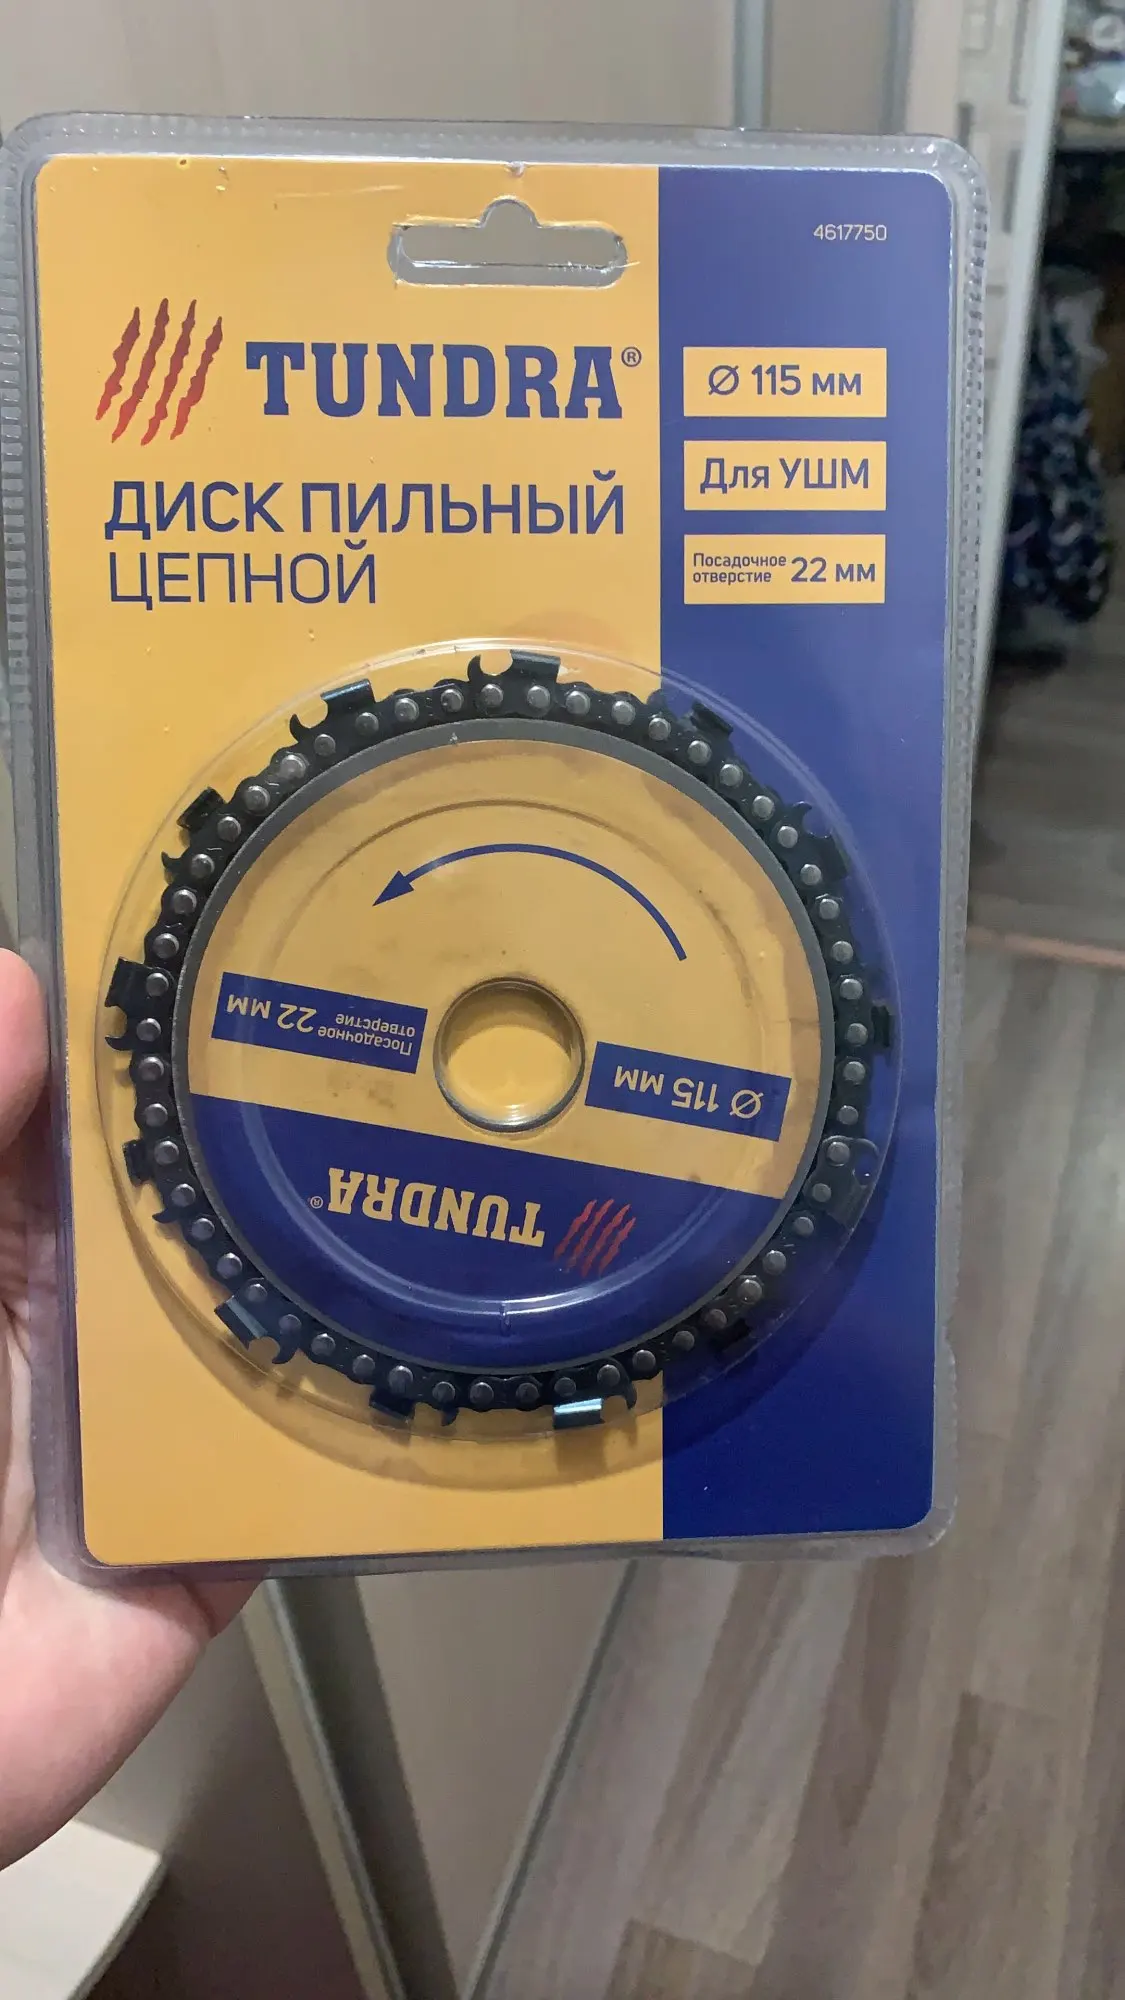 4617750
TUNDRA®
ДИСК ПИЛЬНЫЙ
ЦЕПНОЙ
Ø 115 мм
Для УШМ
Посадочное
отверстие 22 мм
Посадочное
отверстие 22 мм
Ø 115 мм
TUNDRA®